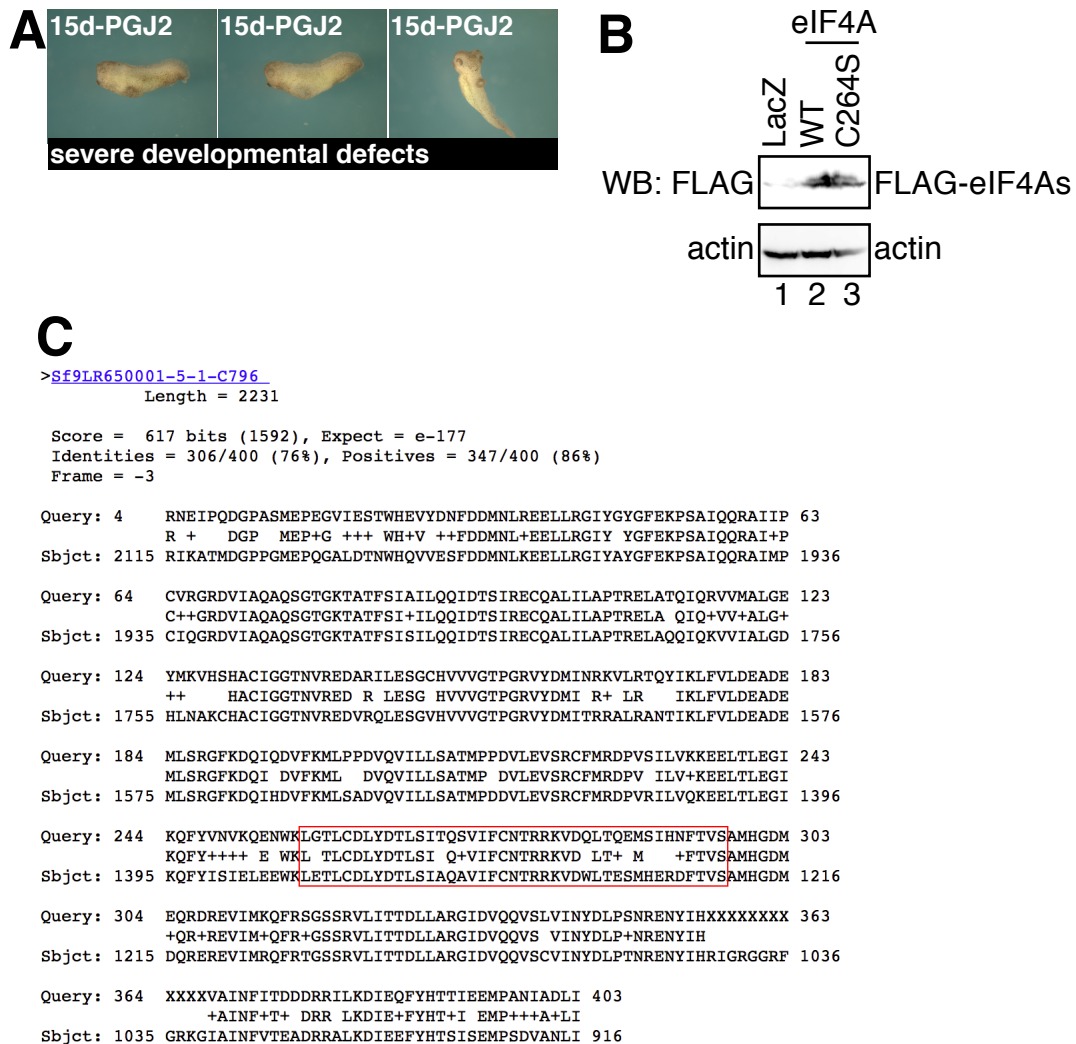 A
15d-PGJ2 15d-PGJ2 15d-PGJ2
severe developmental defects
B
eIF4A
LacZ WT C264S
WB: FLAG FLAG-eIF4As
actin actin
1 2 3
C
>Sf9LR650001-5-1-C796
Length = 2231
Score = 617 bits (1592), Expect = e-177
Identities = 306/400 (76%), Positives = 347/400 (86%)
Frame = -3
Query: 4 RNEIPQDGPASMEPEGVIESTWHEVYDNFDDMNLREELLRGIYGYGFEKPSAIQQRAIIP 63
R + DGP MEP+G +++ WH+V ++FDDMNL+EELLRGIY YGFEKPSAIQQRAI+P
Sbjct: 2115 RIKATMDGPPGMEPQGALDTNWHQVVESFDDMNLKEELLRGIYAYGFEKPSAIQQRAIMP 1936
Query: 64 CVRGRDVIAQAQSGTGKTATFSIAILQQIDTSIRECQALILAPTRELATQIQRVVMALGE 123
C++GRDVIAQAQSGTGKTATFSI+ILQQIDTSIRECQALILAPTRELA QIQ+VV+ALG+
Sbjct: 1935 CIQGRDVIAQAQSGTGKTATFSISILQQIDTSIRECQALILAPTRELAQQIQKVVIALGD 1756
Query: 124 YMKVHSHACIGGTNVREDARILESGCHVVVGTPGRVYDMINRKVLRTQYIKLFVLDEADE 183
++ HACIGGTNVRED R LESG HVVVGTPGRVYDMI R+ LR IKLFVLDEADE
Sbjct: 1755 HLNAKCHACIGGTNVREDVRQLESGVHVVVGTPGRVYDMITRRALRANTIKLFVLDEADE 1576
Query: 184 MLSRGFKDQIQDVFKMLPPDVQVILLSATMPPDVLEVSRCFMRDPVSILVKKEELTLEGI 243
MLSRGFKDQI DVFKML DVQVILLSATMP DVLEVSRCFMRDPV ILV+KEELTLEGI
Sbjct: 1575 MLSRGFKDQIHDVFKMLSADVQVILLSATMPDDVLEVSRCFMRDPVRILVQKEELTLEGI 1396
Query: 244 KQFYVNVKQENWKLGTLCDLYDTLSITQSVIFCNTRRKVDQLTQEMSIHNFTVSAMHGDM 303
KQFY++++ E WKL TLCDLYDTLSI Q+VIFCNTRRKVD LT+ M +FTVSAMHGDM
Sbjct: 1395 KQFYISIELEEWKLETLCDLYDTLSIAQAVIFCNTRRKVDWLTESMHERDFTVSAMHGDM 1216
Query: 304 EQRDREVIMKQFRSGSSRVLITTDLLARGIDVQQVSLVINYDLPSNRENYIHXXXXXXXX 363
+QR+REVIM+QFR+GSSRVLITTDLLARGIDVQQVS VINYDLP+NRENYIH
Sbjct: 1215 DQREREVIMRQFRTGSSRVLITTDLLARGIDVQQVSCVINYDLPTNRENYIHRIGRGGRF 1036
Query: 364 XXXXVAINFITDDDRRILKDIEQFYHTTIEEMPANIADLI 403
+AINF+T+ DRR LKDIE+FYHT+I EMP+++A+LI
Sbjct: 1035 GRKGIAINFVTEADRRALKDIEEFYHTSISEMPSDVANLI 916